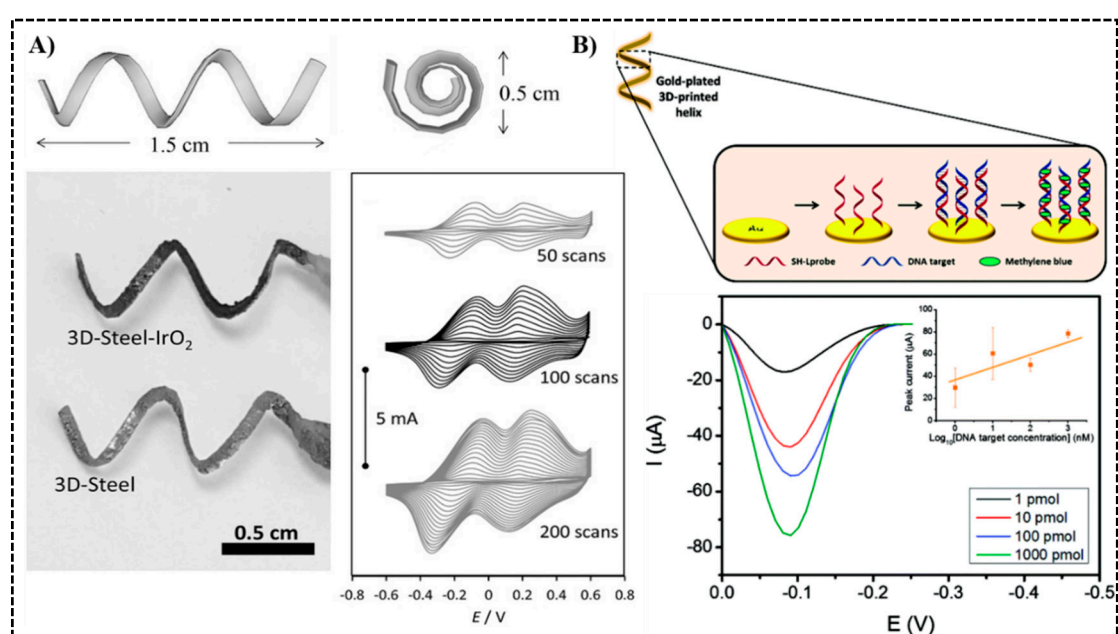 A)
1.5 cm
0.5 cm
3D-Steel-IrO₂
3D-Steel
0.5 cm
50 scans
100 scans
5 mA
200 scans
-0.8 -0.6 -0.4 -0.2 0 0.2 0.4 0.6 0.8
E / V
B)
Gold-plated
3D-printed
helix
Au
SH-Lprobe DNA target Methylene blue
0
-20
-40
-60
-80
I (µA)
0.0 -0.1 -0.2 -0.3 -0.4 -0.5
E (V)
100
80
60
40
20
0
Peak current (µA)
0 1 2 3
Log₁₀[DNA target concentration] (nM)
1 pmol
10 pmol
100 pmol
1000 pmol